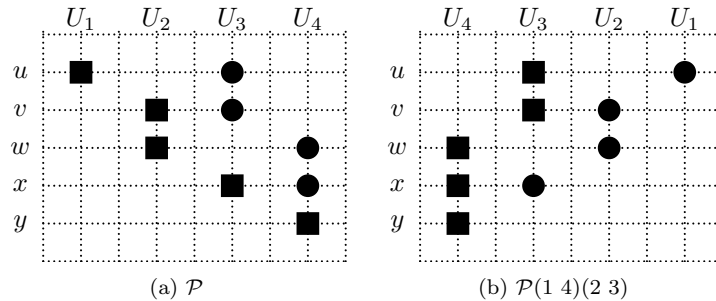 U₁ U₂ U₃ U₄ U₄ U₃ U₂ U₁
u u
v v
w w
x x
y y
(a) 𝒫 (b) 𝒫(1 4)(2 3)